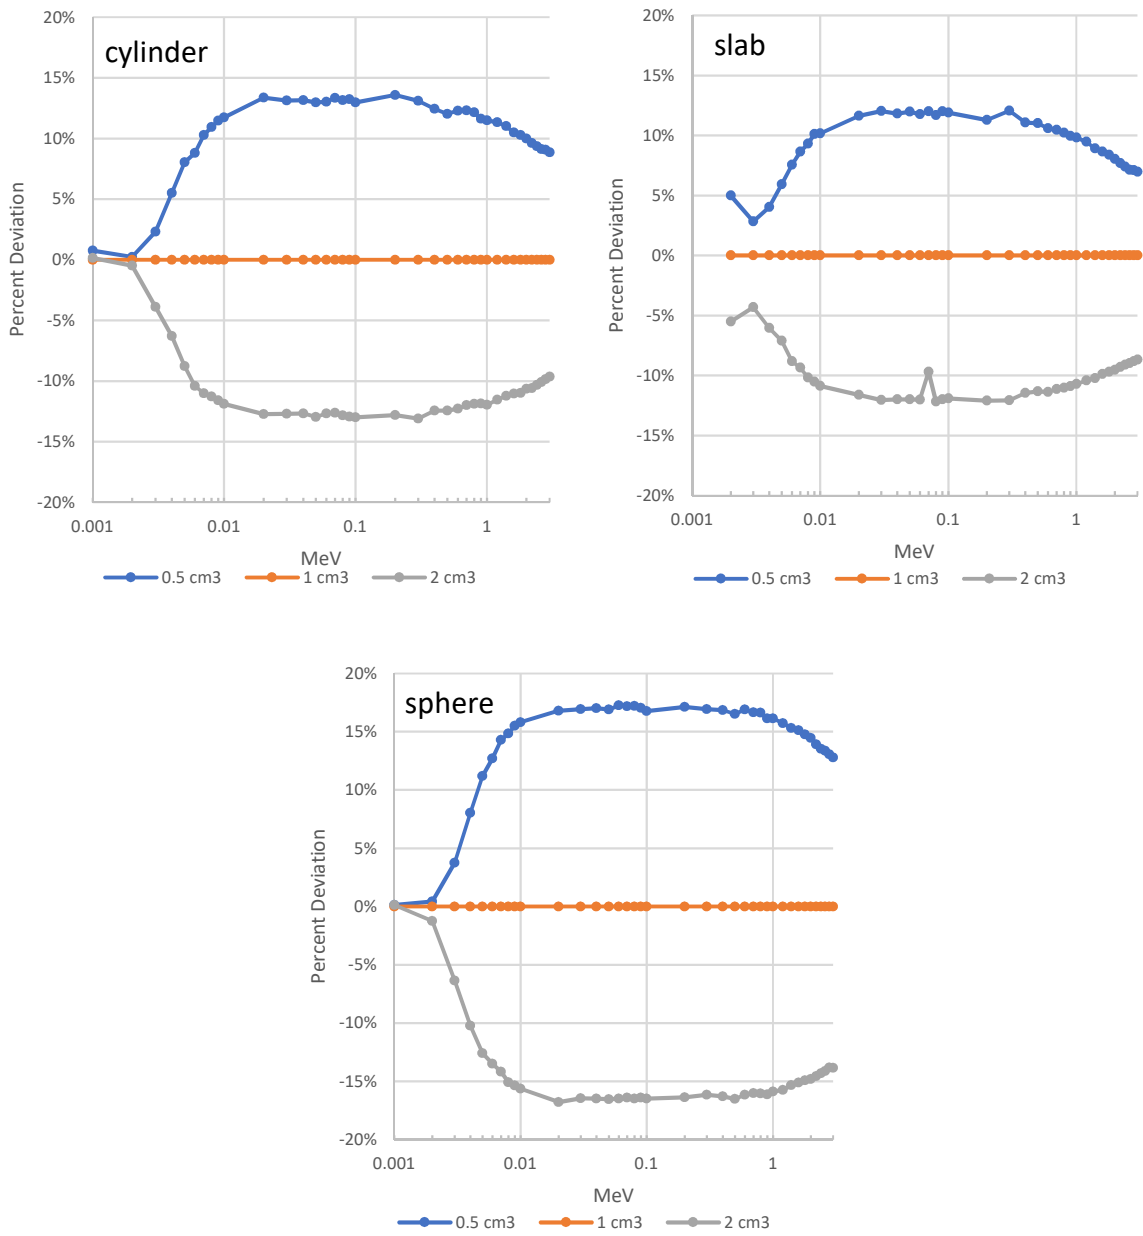 cylinder
20%
15%
10%
5%
0%
-5%
-10%
-15%
-20%
Percent Deviation
0.001 0.01 0.1 1
MeV
0.5 cm3 1 cm3 2 cm3
slab
20%
15%
10%
5%
0%
-5%
-10%
-15%
-20%
Percent Deviation
0.001 0.01 0.1 1
MeV
0.5 cm3 1 cm3 2 cm3
sphere
20%
15%
10%
5%
0%
-5%
-10%
-15%
-20%
Percent Deviation
0.001 0.01 0.1 1
MeV
0.5 cm3 1 cm3 2 cm3